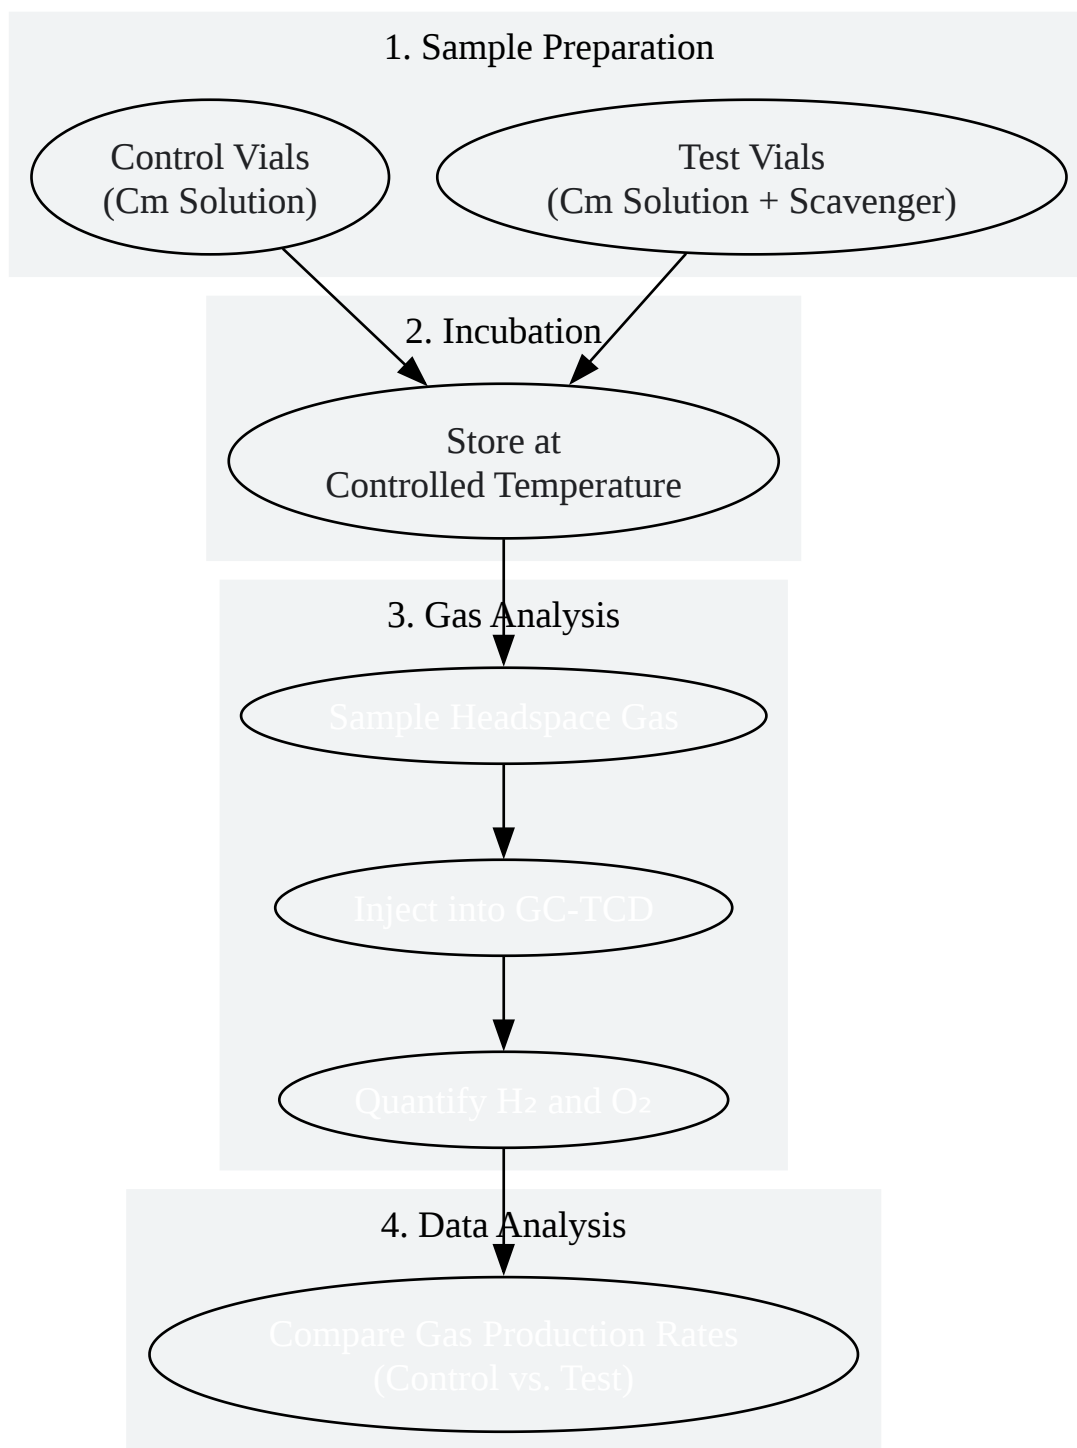 1. Sample Preparation
Control Vials
(Cm Solution)
Test Vials
(Cm Solution + Scavenger)
2. Incubation
Store at
Controlled Temperature
3. Gas Analysis
Sample Headspace Gas
Inject into GC-TCD
Quantify H₂ and O₂
4. Data Analysis
Compare Gas Production Rates
(Control vs. Test)